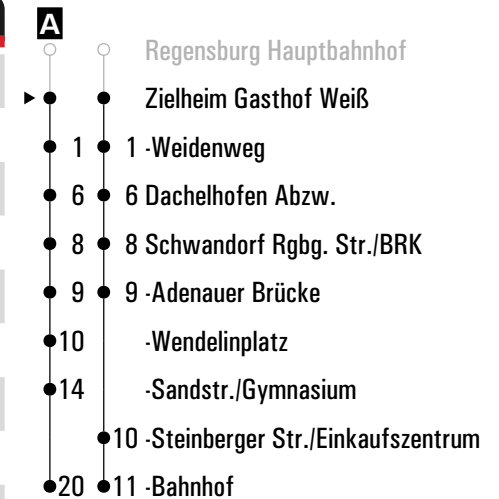 A
Regensburg Hauptbahnhof
Zielheim Gasthof Weiß
1 1 -Weidenweg
6 6 Dachelhofen Abzw.
8 8 Schwandorf Rgbg. Str./BRK
9 9 -Adenauer Brücke
10 -Wendelinplatz
14 -Sandstr./Gymnasium
10 -Steinberger Str./Einkaufszentrum
20 11 -Bahnhof